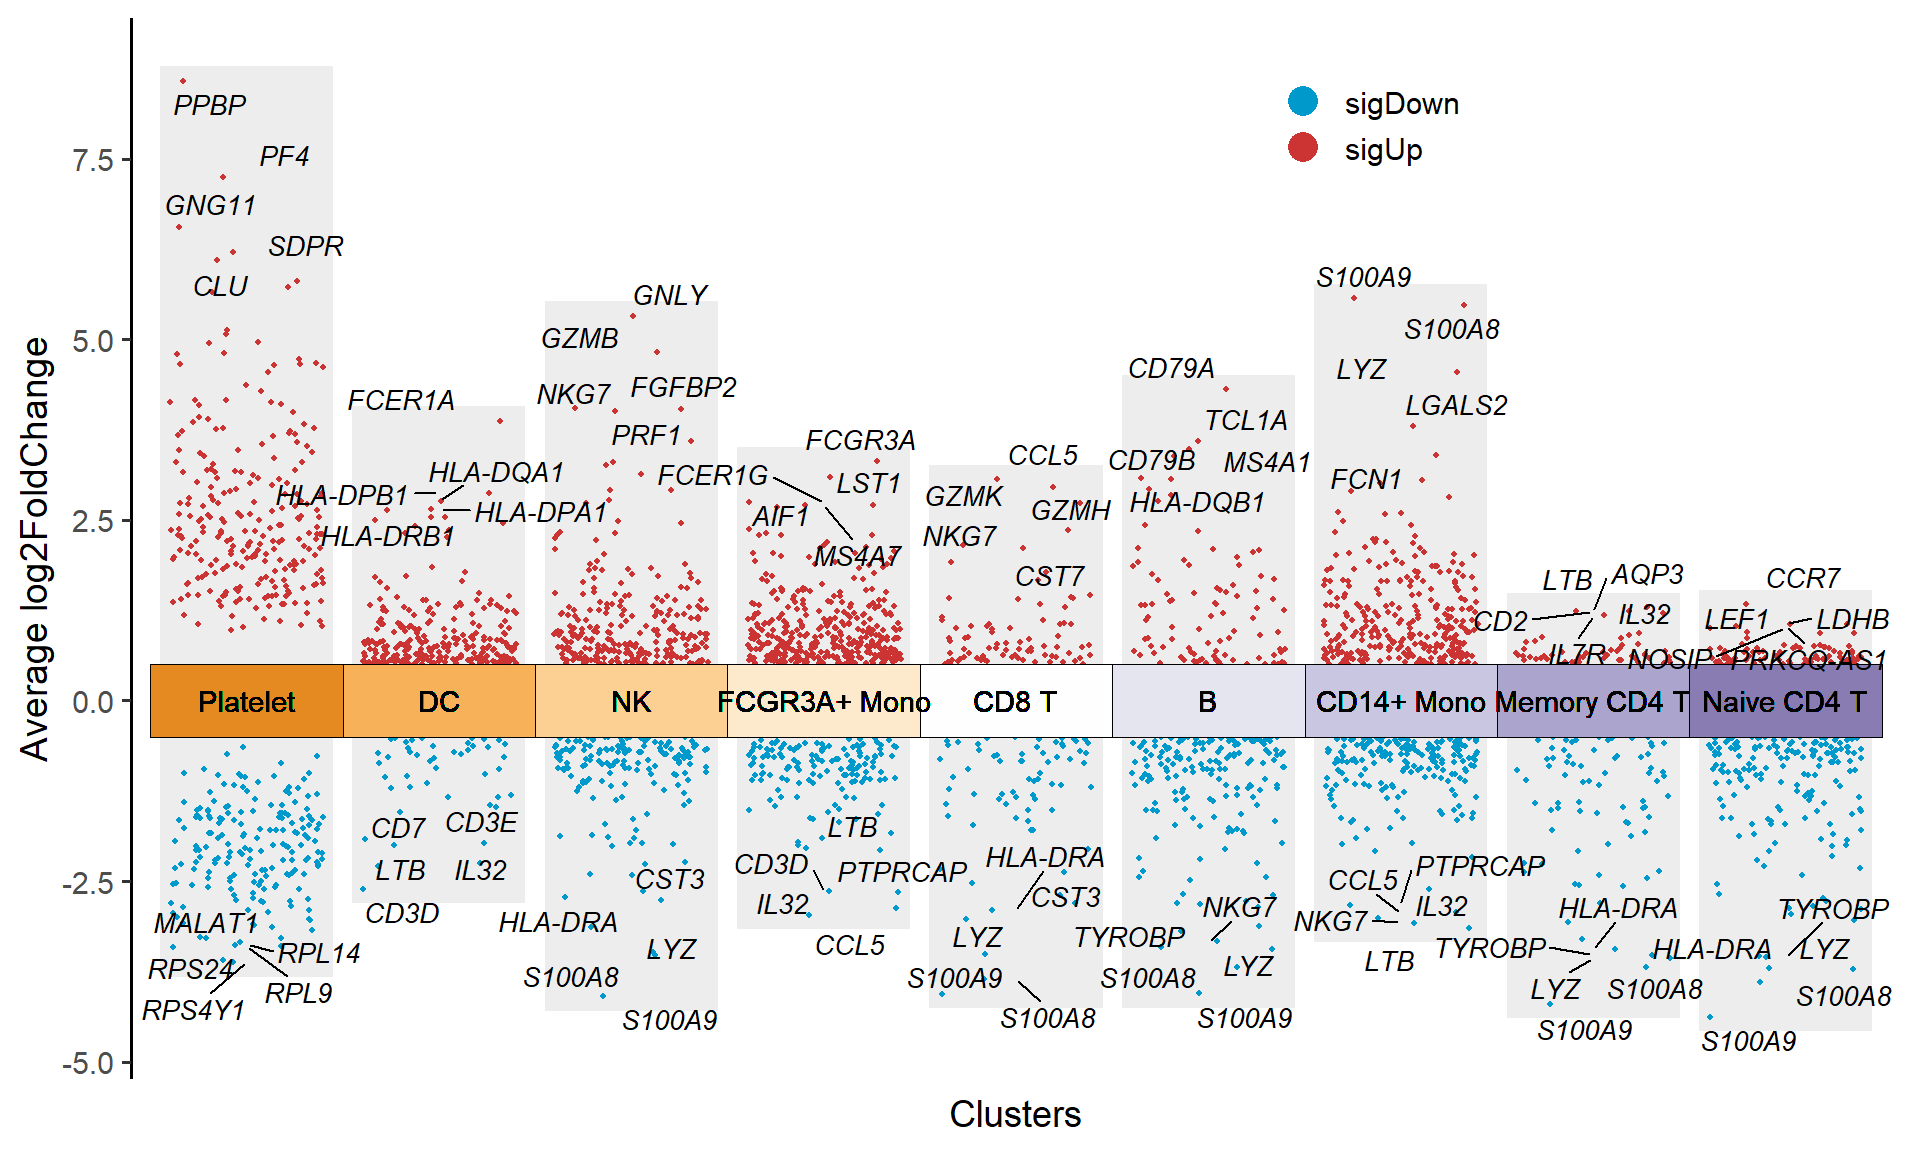 Average log2FoldChange
7.5
5.0
2.5
0.0
-2.5
-5.0
sigDown
sigUp
PPBP
PF4
GNG11
SDPR
CLU
FCER1A
HLA-DQA1
HLA-DPB1
HLA-DPA1
HLA-DRB1
GNLY
GZMB
NKG7
FGFBP2
PRF1
FCGR3A
FCER1G
LST1
AIF1
MS4A7
CCL5
GZMK
GZMH
NKG7
CST7
CD79A
TCL1A
CD79B
MS4A1
HLA-DQB1
S100A9
S100A8
LYZ
LGALS2
FCN1
LTB
AQP3
CD2
IL32
IL7R
CCR7
LEF1
LDHB
NOSIP
PRKCQ-AS1
Platelet
DC
NK
FCGR3A+ Mono
CD8 T
B
CD14+ Mono
Memory CD4 T
Naive CD4 T
MALAT1
RPL14
RPS24
RPL9
RPS4Y1
CD7
CD3E
LTB
IL32
CD3D
CST3
HLA-DRA
LYZ
S100A8
S100A9
LTB
CD3D
PTPRCAP
IL32
CCL5
HLA-DRA
CST3
LYZ
S100A9
S100A8
NKG7
TYROBP
LYZ
S100A8
S100A9
PTPRCAP
CCL5
IL32
NKG7
LTB
HLA-DRA
TYROBP
LYZ
S100A8
S100A9
TYROBP
HLA-DRA
LYZ
S100A8
S100A9
Clusters